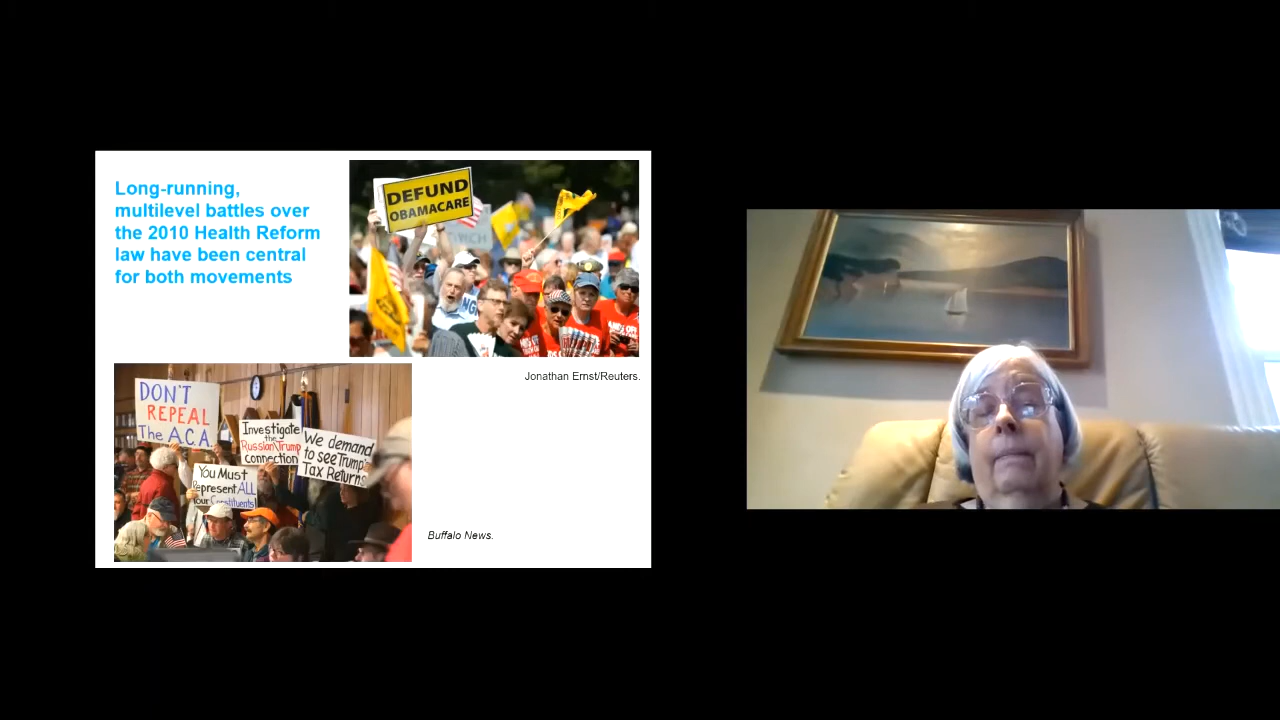 Long-running,
multilevel battles over
the 2010 Health Reform
law have been central
for both movements
DEFUND
OBAMACARE
Jonathan Ernst/Reuters.
DON'T
REPEAL
The A.C.A.
Investigate
the
Russian/Trump
connection
We demand
to see Trump's
Tax Returns
You Must
Represent ALL
Your Constituents!
Buffalo News.